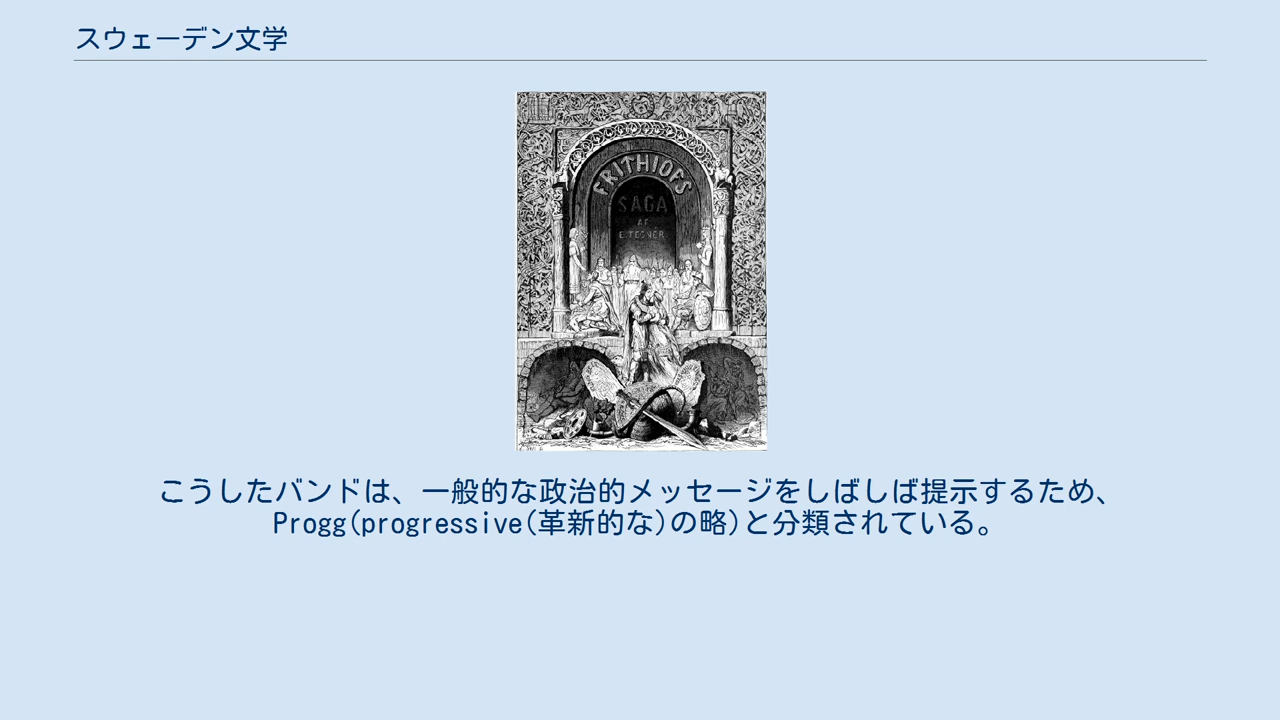 スウェーデン文学
FRITHIOFS
SAGA
AF
E. TEGNER
こうしたバンドは、一般的な政治的メッセージをしばしば提示するため、
Progg(progressive(革新的な)の略)と分類されている。